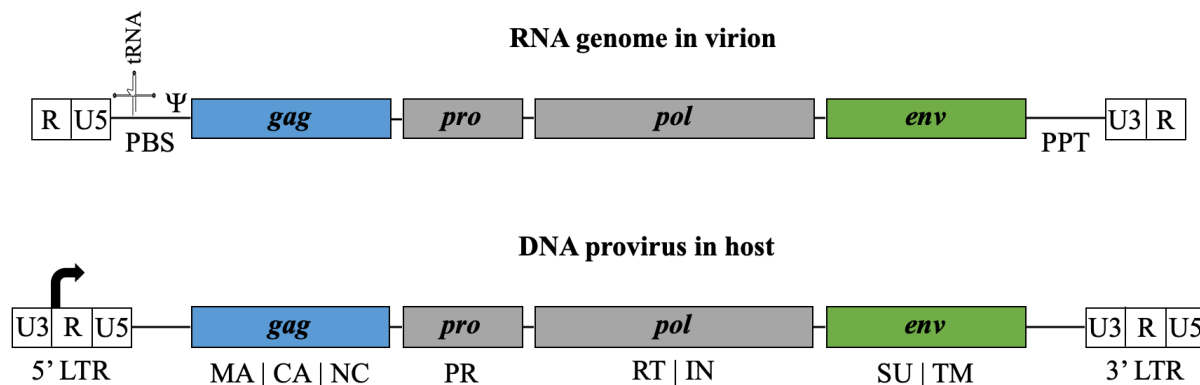 tRNA
RNA genome in virion
R U5 Ψ gag pro pol env U3 R
PBS PPT
DNA provirus in host
U3 R U5 gag pro pol env U3 R U5
5’ LTR MA | CA | NC PR RT | IN SU | TM 3’ LTR